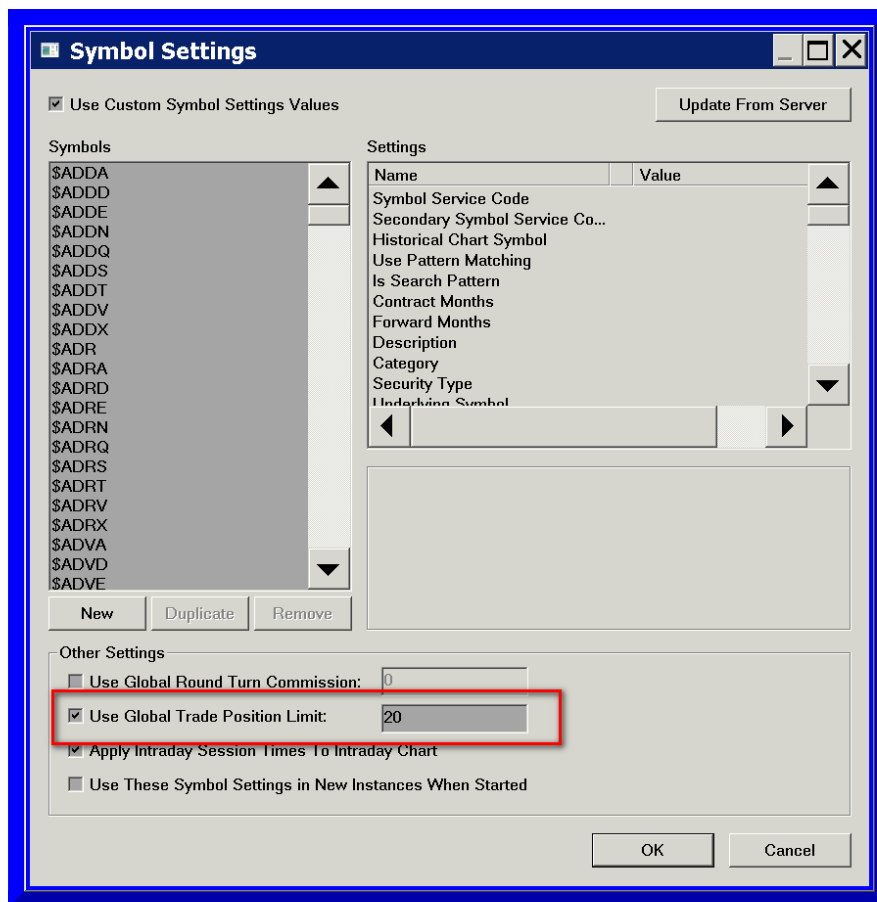 Symbol Settings
Use Custom Symbol Settings Values
Update From Server
Symbols
$ADDA
$ADDD
$ADDE
$ADDN
$ADDQ
$ADDS
$ADDT
$ADDV
$ADDX
$ADR
$ADRA
$ADRD
$ADRE
$ADRN
$ADRQ
$ADRS
$ADRT
$ADRV
$ADRX
$ADVA
$ADVD
$ADVE
New Duplicate Remove
Settings
Name Value
Symbol Service Code
Secondary Symbol Service Co...
Historical Chart Symbol
Use Pattern Matching
Is Search Pattern
Contract Months
Forward Months
Description
Category
Security Type
Underlying Symbol
Other Settings
Use Global Round Turn Commission: 0
Use Global Trade Position Limit: 20
Apply Intraday Session Times To Intraday Chart
Use These Symbol Settings in New Instances When Started
OK Cancel